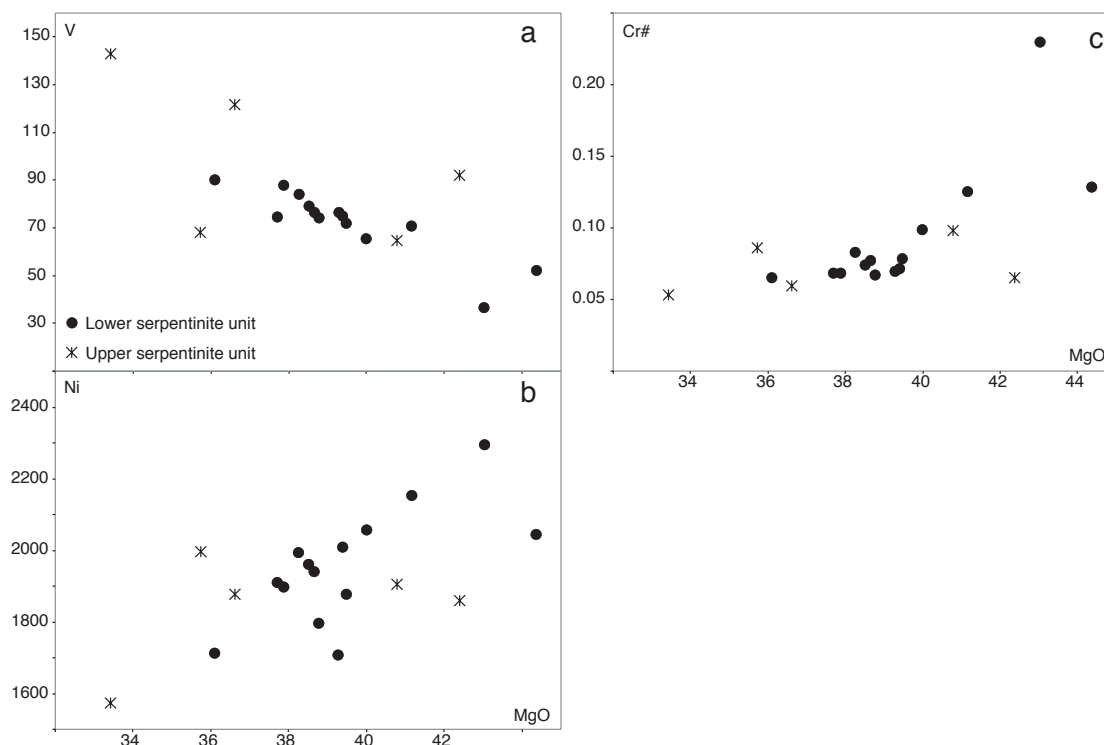 V
a
150
130
110
90
70
50
30
Lower serpentinite unit
Upper serpentinite unit
Ni
b
2400
2200
2000
1800
1600
MgO
34 36 38 40 42
Cr#
c
0.20
0.15
0.10
0.05
MgO
34 36 38 40 42 44